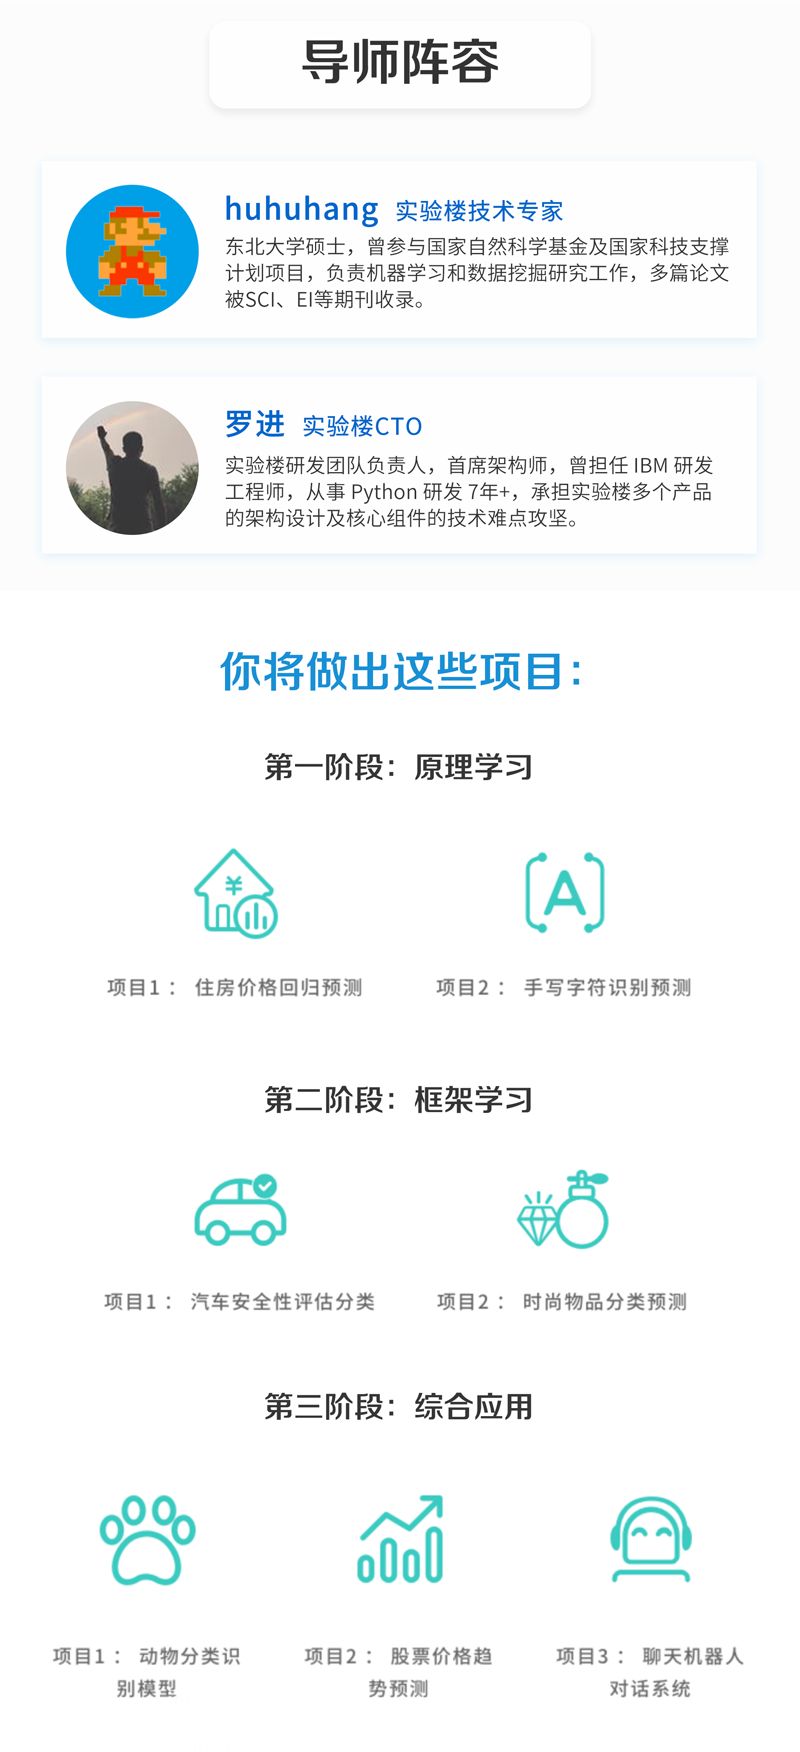 导师阵容
huhuhang 实验楼技术专家
东北大学硕士，曾参与国家自然科学基金及国家科技支撑
计划项目，负责机器学习和数据挖掘研究工作，多篇论文
被SCI、EI等期刊收录。
罗进 实验楼CTO
实验楼研发团队负责人，首席架构师，曾担任 IBM 研发
工程师，从事 Python 研发 7年+，承担实验楼多个产品
的架构设计及核心组件的技术难点攻坚。
你将做出这些项目：
第一阶段：原理学习
¥
A
项目1： 住房价格回归预测
项目2： 手写字符识别预测
第二阶段：框架学习
项目1： 汽车安全性评估分类
项目2： 时尚物品分类预测
第三阶段：综合应用
项目1： 动物分类识
别模型
项目2： 股票价格趋
势预测
项目3： 聊天机器人
对话系统